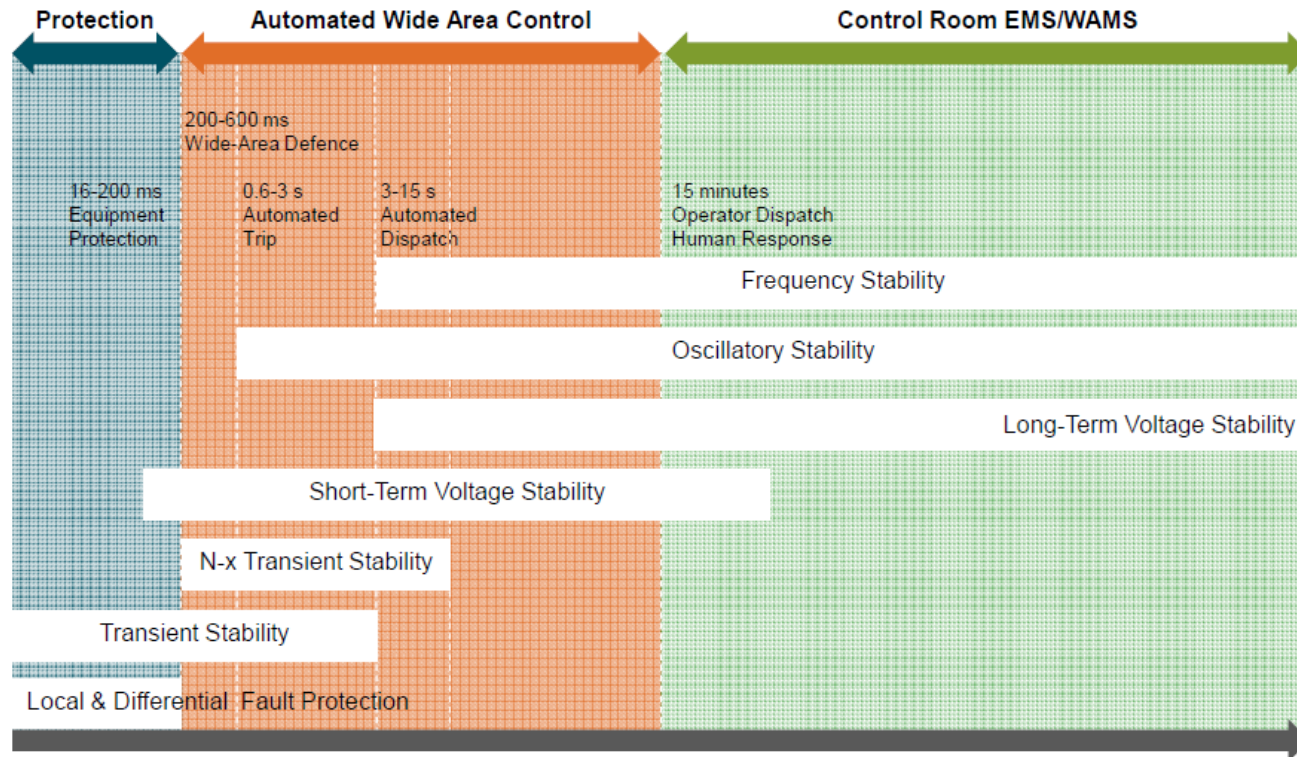 Protection
Automated Wide Area Control
Control Room EMS/WAMS
200-600 ms
Wide-Area Defence
16-200 ms
Equipment
Protection
0.6-3 s
Automated
Trip
3-15 s
Automated
Dispatch
15 minutes
Operator Dispatch
Human Response
Frequency Stability
Oscillatory Stability
Long-Term Voltage Stability
Short-Term Voltage Stability
N-x Transient Stability
Transient Stability
Local & Differential Fault Protection